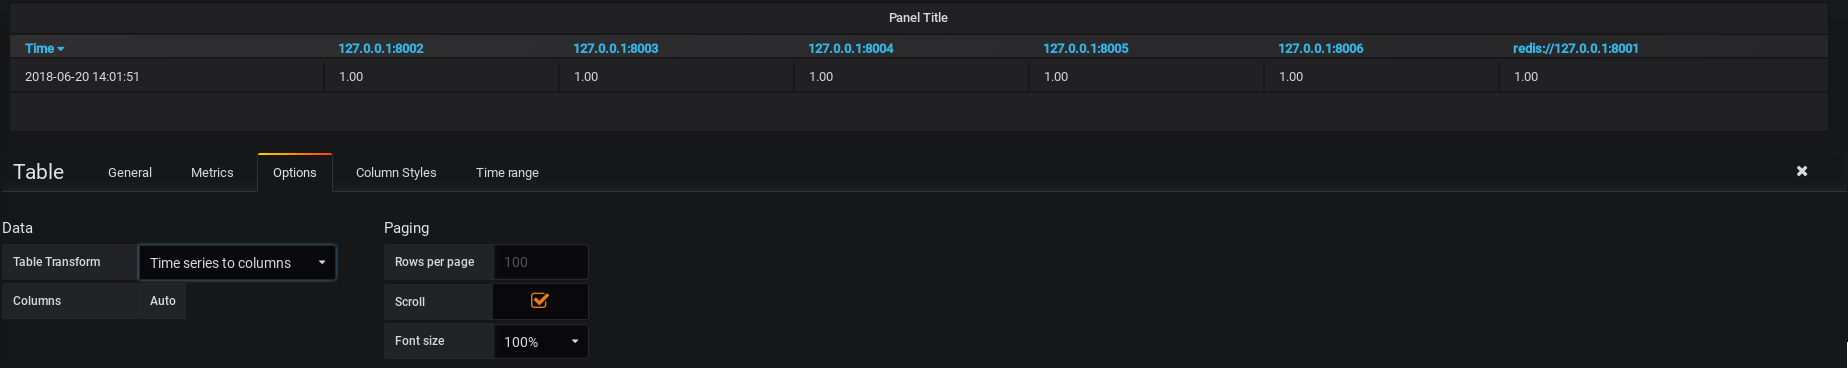 Panel Title
Time 127.0.0.1:8002 127.0.0.1:8003 127.0.0.1:8004 127.0.0.1:8005 127.0.0.1:8006 redis://127.0.0.1:8001
2018-06-20 14:01:51 1.00 1.00 1.00 1.00 1.00 1.00
Table General Metrics Options Column Styles Time range
Data Paging
Table Transform Time series to columns Rows per page 100
Columns Auto Scroll
Font size 100%